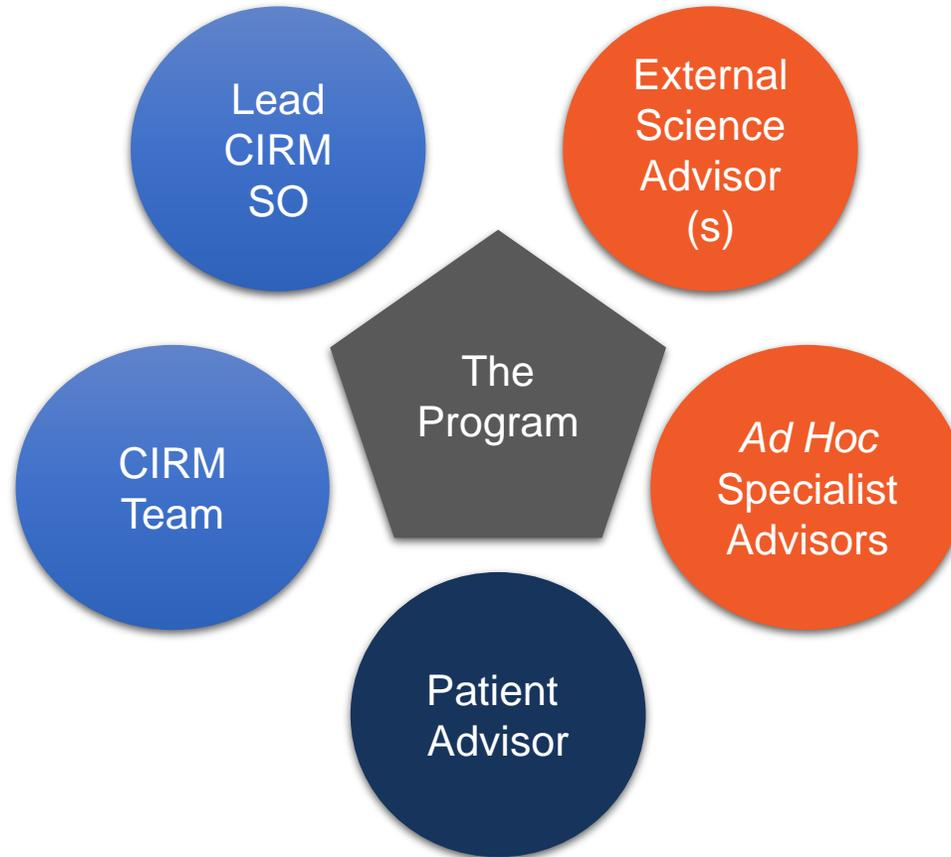 Lead
CIRM
SO
External
Science
Advisor
(s)
The
Program
CIRM
Team
Ad Hoc
Specialist
Advisors
Patient
Advisor